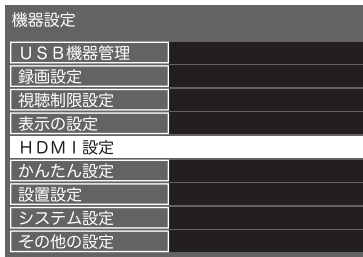 機器設定
ＵＳＢ機器管理
録画設定
視聴制限設定
表示の設定
ＨＤＭＩ設定
かんたん設定
設置設定
システム設定
その他の設定